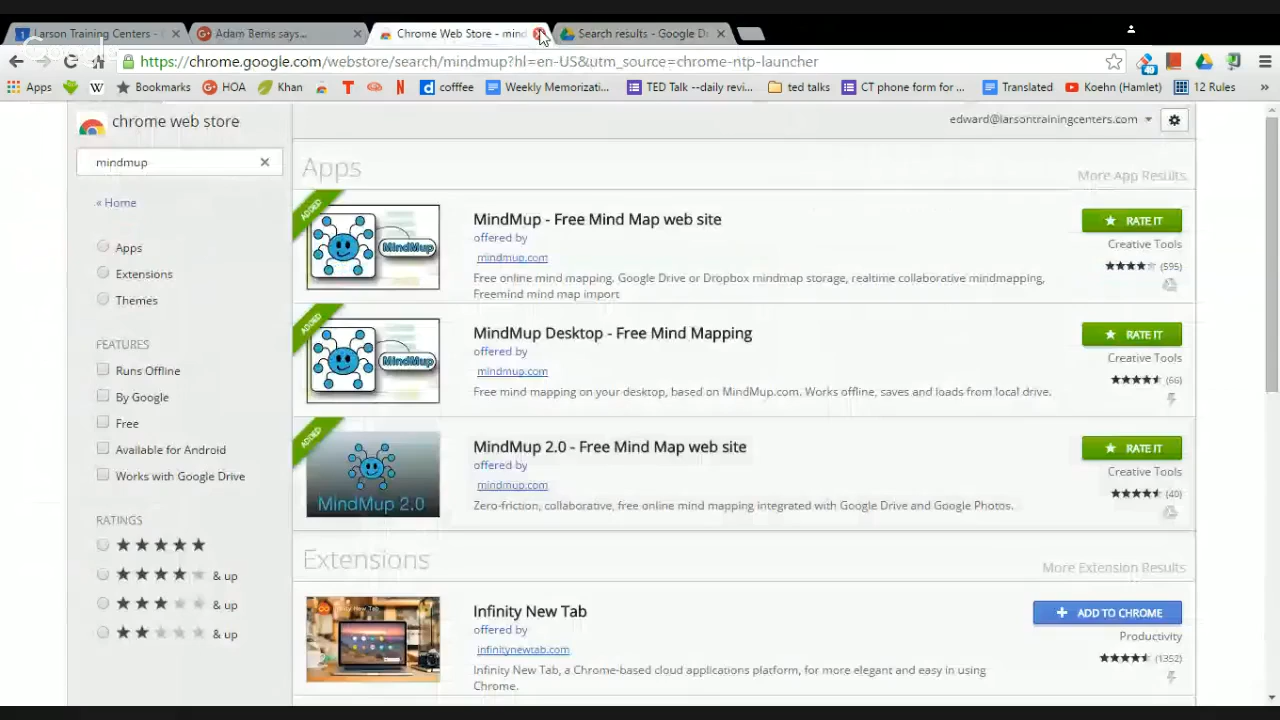 Larson Training Centers -
Adam Berns says...
Chrome Web Store - mind
Search results - Google D
https://chrome.google.com/webstore/search/mindmup?hl=en-US&utm_source=chrome-ntp-launcher
Apps
W
Bookmarks
HOA
Khan
T
N
d coffee
Weekly Memorizati...
TED Talk --daily revi...
ted talks
CT phone form for ...
Translated
Koehn (Hamlet)
12 Rules
»
chrome web store
edward@larsontrainingcenters.com
mindmup
« Home
Apps
Extensions
Themes
FEATURES
Runs Offline
By Google
Free
Available for Android
Works with Google Drive
RATINGS
& up
& up
& up
Apps
More App Results
ADDED
MindMup
MindMup - Free Mind Map web site
offered by
mindmup.com
Free online mind mapping. Google Drive or Dropbox mindmap storage, realtime collaborative mindmapping,
Freemind mind map import
RATE IT
Creative Tools
(595)
ADDED
MindMup
MindMup Desktop - Free Mind Mapping
offered by
mindmup.com
Free mind mapping on your desktop, based on MindMup.com. Works offline, saves and loads from local drive.
RATE IT
Creative Tools
(66)
ADDED
MindMup 2.0
MindMup 2.0 - Free Mind Map web site
offered by
mindmup.com
Zero-friction, collaborative, free online mind mapping integrated with Google Drive and Google Photos.
RATE IT
Creative Tools
(40)
Extensions
More Extension Results
Infinity New Tab
offered by
infinitynewtab.com
Infinity New Tab, a Chrome-based cloud applications platform, for more elegant and easy in using
Chrome.
ADD TO CHROME
Productivity
(1352)